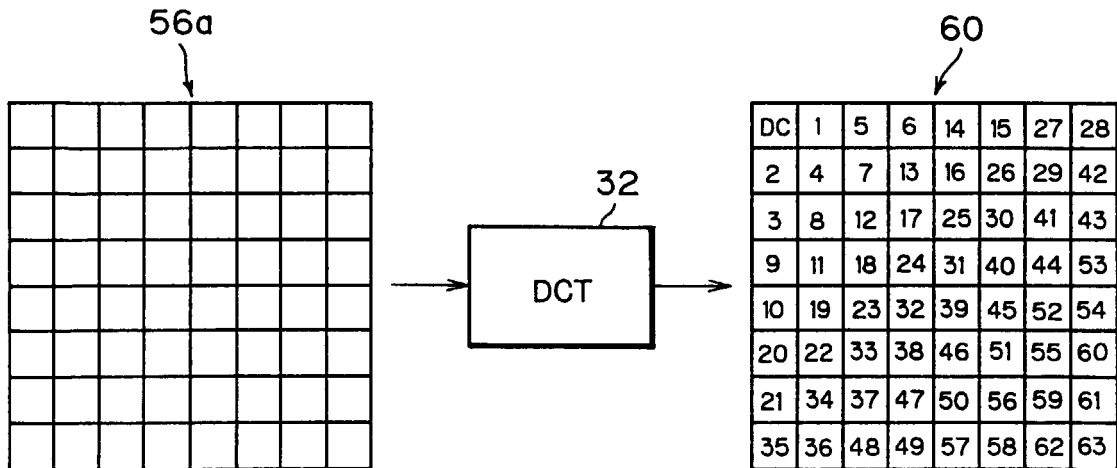 56a
60
32
DCT
DC 1 5 6 14 15 27 28
2 4 7 13 16 26 29 42
3 8 12 17 25 30 41 43
9 11 18 24 31 40 44 53
10 19 23 32 39 45 52 54
20 22 33 38 46 51 55 60
21 34 37 47 50 56 59 61
35 36 48 49 57 58 62 63